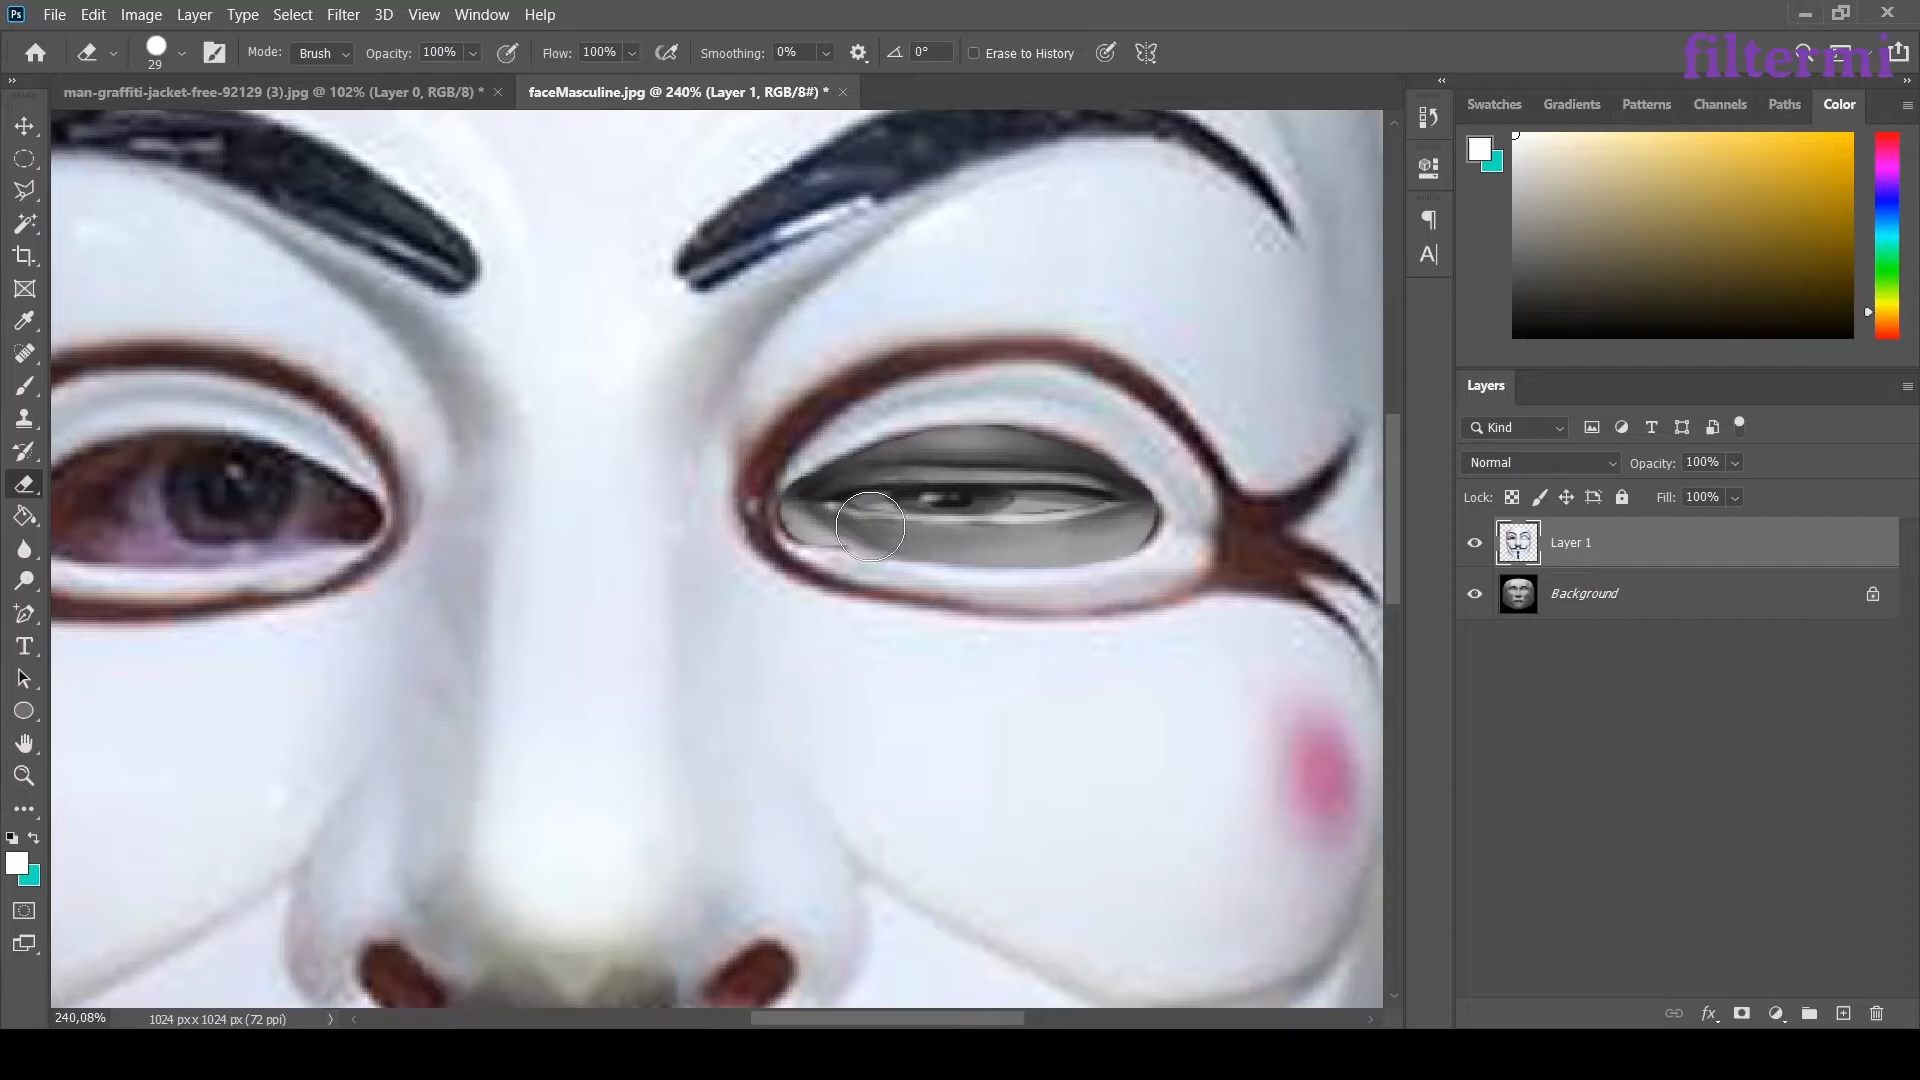 Ps File Edit Image Layer Type Select Filter 3D View Window Help
29 Mode: Brush Opacity: 100% Flow: 100% Smoothing: 0% 0° Erase to History
filtermi
man-graffiti-jacket-free-92129 (3).jpg @ 102% (Layer 0, RGB/8) * faceMasculine.jpg @ 240% (Layer 1, RGB/8#) *
Swatches Gradients Patterns Channels Paths Color
Layers
Kind
Normal Opacity: 100%
Lock: Fill: 100%
Layer 1
Background
fx
240,08% 1024 px x 1024 px (72 ppi)